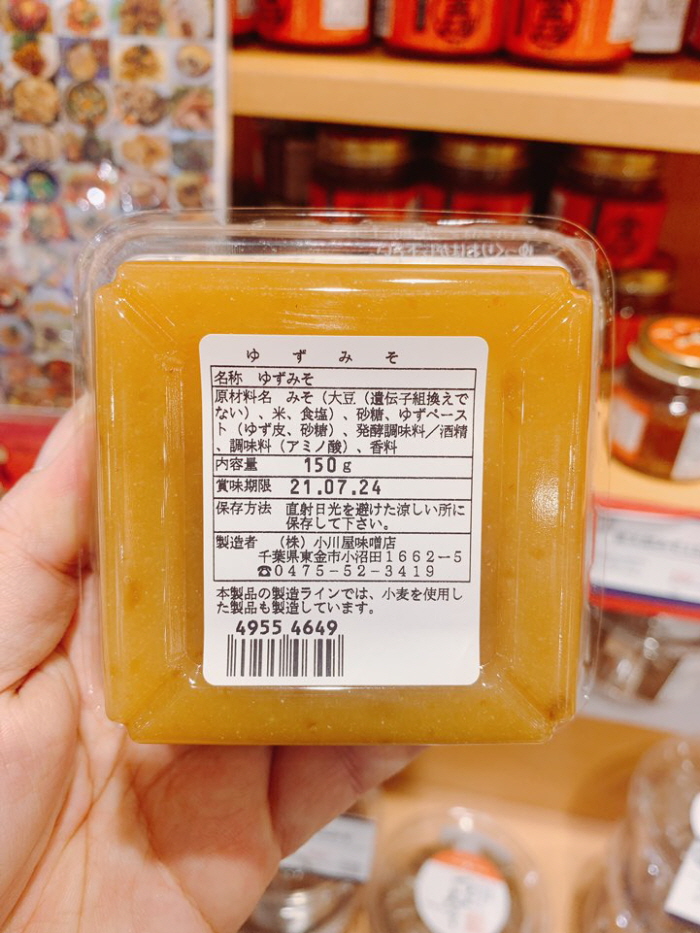 ゆずみそ
名称 ゆずみそ
原材料名 みそ(大豆(遺伝子組換えで
ない)、米、食塩)、砂糖、ゆずペース
ト(ゆず皮、砂糖)、発酵調味料/酒精
、調味料(アミノ酸)、香料
内容量 150g
賞味期限 21.07.24
保存方法 直射日光を避けた涼しい所に
保存して下さい。
製造者 (株)小川屋味噌店
千葉県東金市小沼田1662-5
☎0475-52-3419
本製品の製造ラインでは、小麦を使用し
た製品も製造しています。
4955 4649